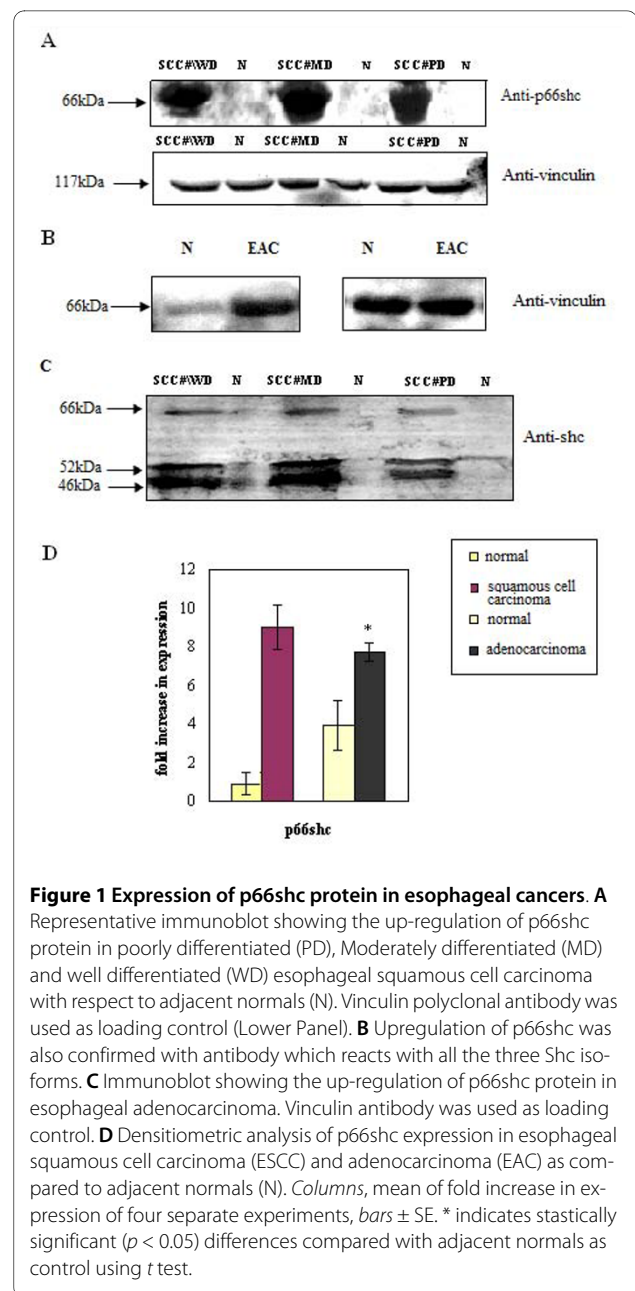 A
SCC#\WD N SCC#MD N SCC#PD N
66kDa
Anti-p66shc
SCC#\WD N SCC#MD N SCC#PD N
117kDa
Anti-vinculin
B
N EAC N EAC
66kDa
Anti-vinculin
C
SCC#\WD N SCC#MD N SCC#PD N
66kDa
Anti-shc
52kDa
46kDa
D
normal
squamous cell
carcinoma
normal
adenocarcinoma
fold increase in expression
12
10
8
6
4
2
0
*
p66shc
Figure 1 Expression of p66shc protein in esophageal cancers. A
Representative immunoblot showing the up-regulation of p66shc
protein in poorly differentiated (PD), Moderately differentiated (MD)
and well differentiated (WD) esophageal squamous cell carcinoma
with respect to adjacent normals (N). Vinculin polyclonal antibody was
used as loading control (Lower Panel). B Upregulation of p66shc was
also confirmed with antibody which reacts with all the three Shc iso-
forms. C Immunoblot showing the up-regulation of p66shc protein in
esophageal adenocarcinoma. Vinculin antibody was used as loading
control. D Densitiometric analysis of p66shc expression in esophageal
squamous cell carcinoma (ESCC) and adenocarcinoma (EAC) as com-
pared to adjacent normals (N). Columns, mean of fold increase in ex-
pression of four separate experiments, bars ± SE. * indicates stastically
significant (p < 0.05) differences compared with adjacent normals as
control using t test.